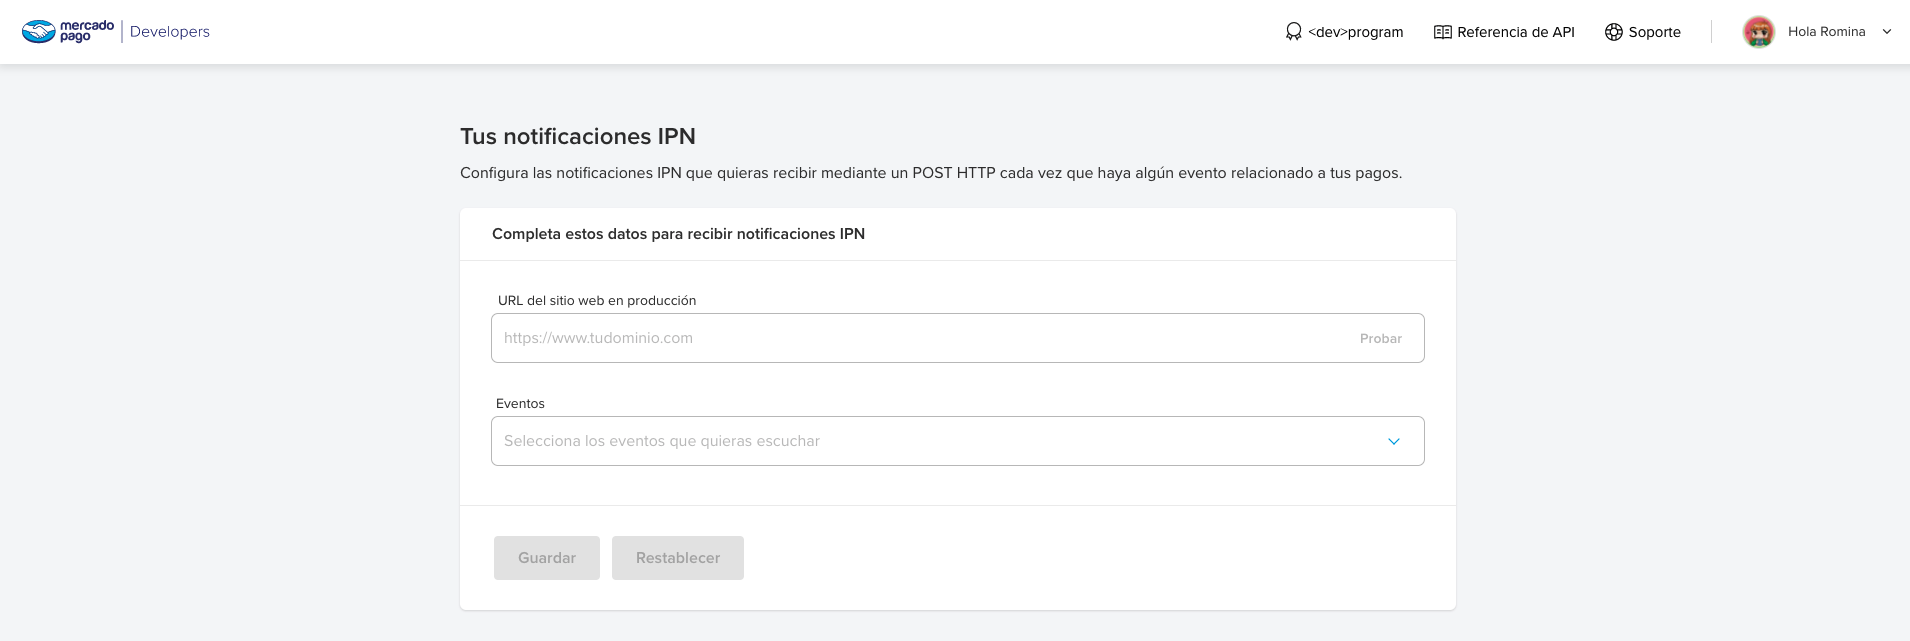 mercado pago Developers
<dev>program Referencia de API Soporte Hola Romina
Tus notificaciones IPN
Configura las notificaciones IPN que quieras recibir mediante un POST HTTP cada vez que haya algún evento relacionado a tus pagos.
Completa estos datos para recibir notificaciones IPN
URL del sitio web en producción
https://www.tudominio.com Probar
Eventos
Selecciona los eventos que quieras escuchar
Guardar Restablecer